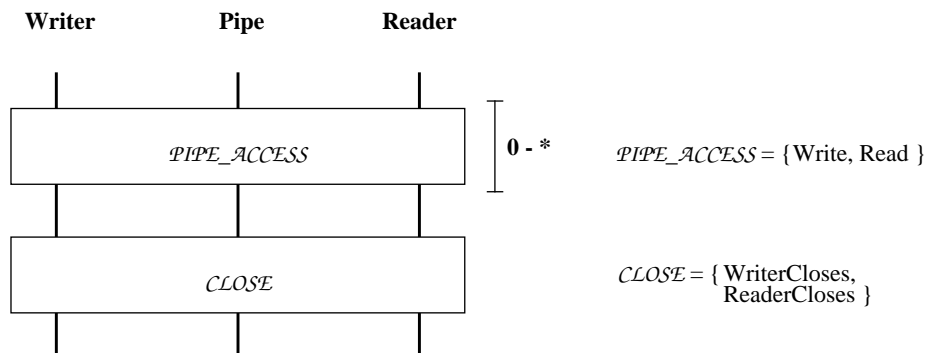 Writer Pipe Reader
PIPE_ACCESS
0 - *
PIPE_ACCESS = {Write, Read }
CLOSE
CLOSE = { WriterCloses,
ReaderCloses }